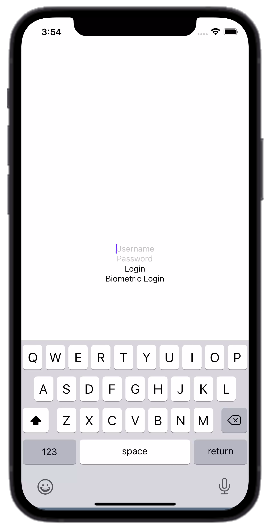 3:54
Username
Password
Login
Biometric Login
Q W E R T Y U I O P
A S D F G H J K L
Z X C V B N M
123 space return